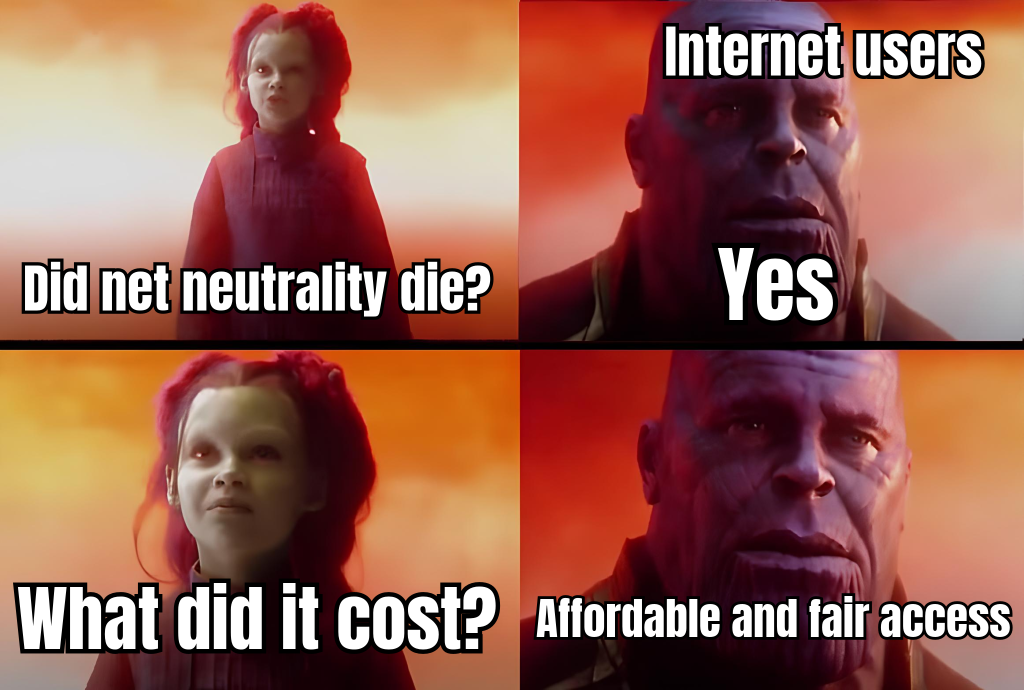 Did net neutrality die?
Internet users
Yes
What did it cost?
Affordable and fair access